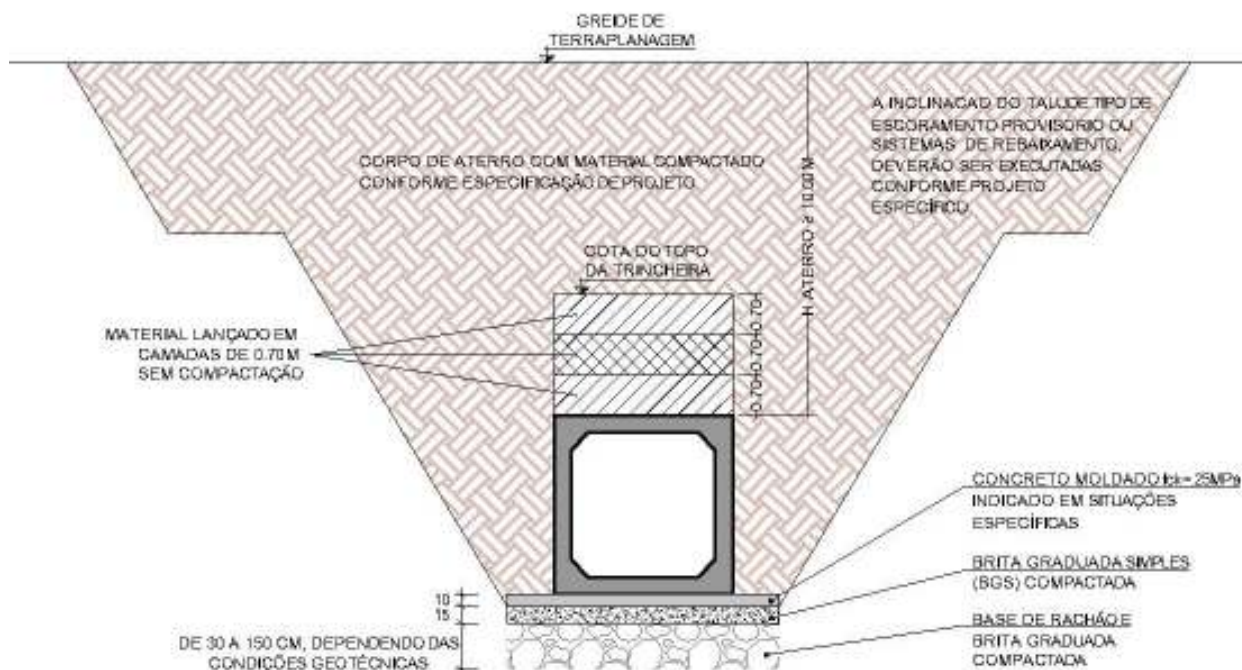 GREIDE DE
TERRAPLANAGEM
A INCLINACAO DO TALUDE TIPO DE
ESCORAMENTO PROVISORIO OU
SISTEMAS DE REBAIXAMENTO,
DEVERÃO SER EXECUTADAS
CONFORME PROJETO
ESPECÍFICO
CORPO DE ATERRO COM MATERIAL COMPACTADO
CONFORME ESPECIFICAÇÃO DE PROJETO
H ATERRO ≥ 10.00 M
COTA DO TOPO
DA TRINCHEIRA
0.70
0.70
0.70
MATERIAL LANÇADO EM
CAMADAS DE 0.70 M
SEM COMPACTAÇÃO
CONCRETO MOLDADO fck= 25MPa
INDICADO EM SITUAÇÕES
ESPECÍFICAS
BRITA GRADUADA SIMPLES
(BGS) COMPACTADA
10
15
BASE DE RACHÃO E
BRITA GRADUADA
COMPACTADA
DE 30 A 150 CM, DEPENDENDO DAS
CONDIÇÕES GEOTÉCNICAS